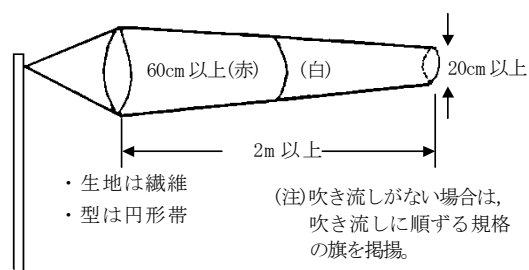 60cm 以上(赤)
(白)
20cm 以上
2m 以上
・生地は繊維
・型は円形帯
(注)吹き流しがない場合は,
吹き流しに順ずる規格
の旗を掲揚。